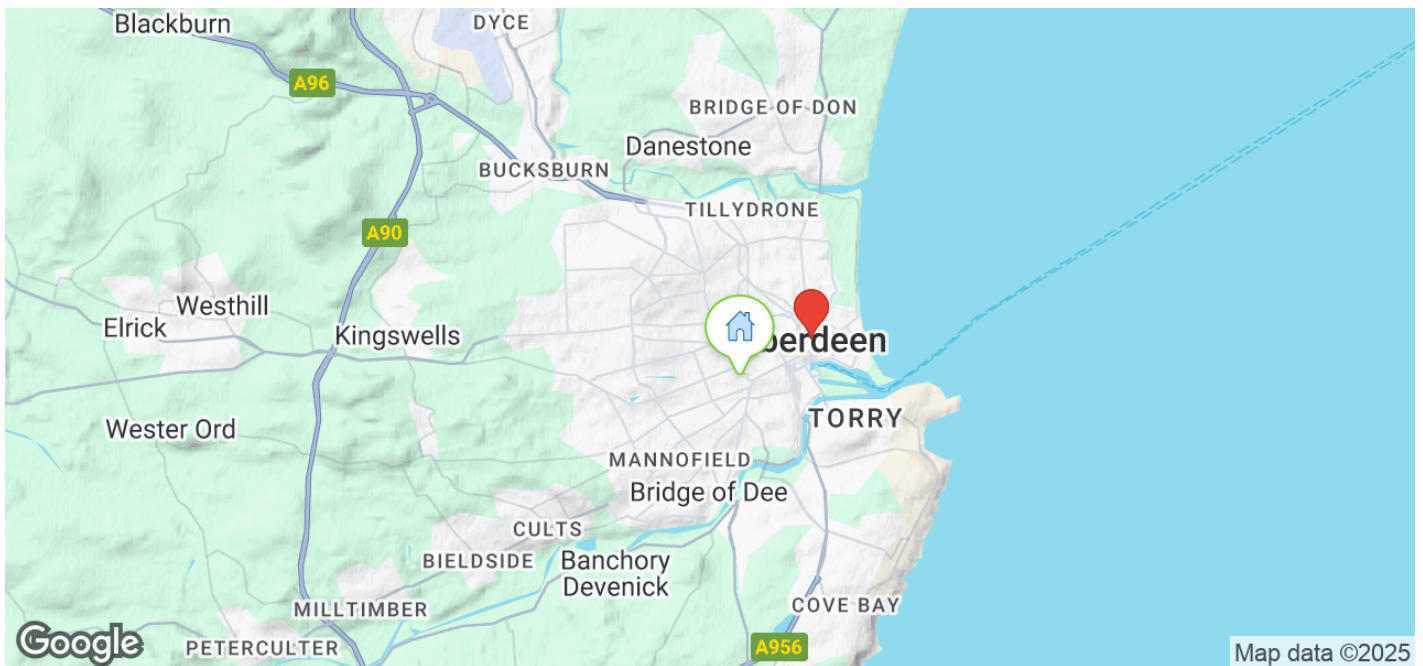 Blackburn
DYCE
A96
BRIDGE OF DON
Danestone
BUCKSBURN
TILLYDRONE
A90
Westhill
Elrick
Kingswells
berdeen
TORRY
Wester Ord
MANNOFIELD
Bridge of Dee
CULTS
BIELDSIDE
Banchory
Devenick
MILLTIMBER
COVE BAY
PETERCULTER
A956
Google
Map data ©2025